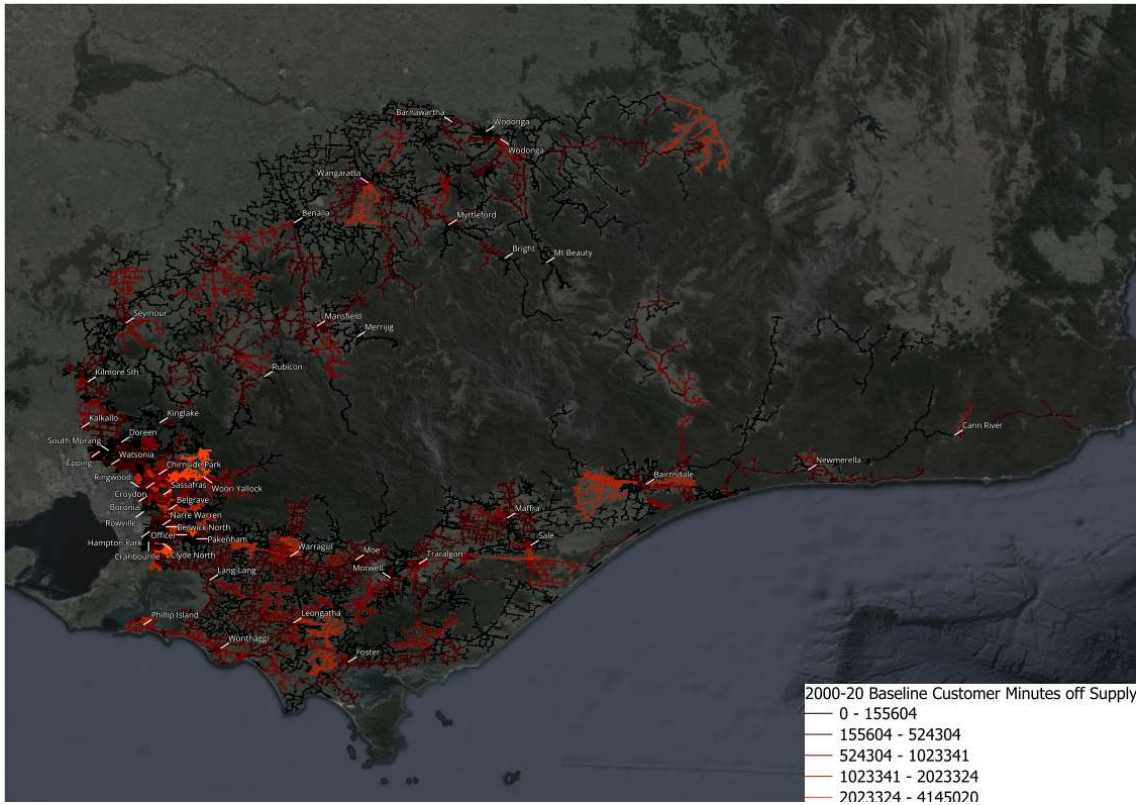 Barnawartha
Wodonga
Wodonga
Wangaratta
Benalla
Myrtleford
Bright
Mt Beauty
Seymour
Mansfield
Merrijig
Rubicon
Kilmore Sth
Kalkallo
Kinglake
Doreen
South Morang
Epping
Watsonia
Chirnside Park
Ringwood
Woori Yallock
Croydon
Sassafras
Boronia
Belgrave
Rowville
Narre Warren
Berwick North
Hampton Park
Officer
Pakenham
Cranbourne
Clyde North
Cann River
Newmerella
Bairnsdale
Maffra
Sale
Warragul
Moe
Traralgon
Morwell
Lang Lang
Leongatha
Phillip Island
Wonthaggi
Foster
2000-20 Baseline Customer Minutes off Supply
0 - 155604
155604 - 524304
524304 - 1023341
1023341 - 2023324
2023324 - 4145020